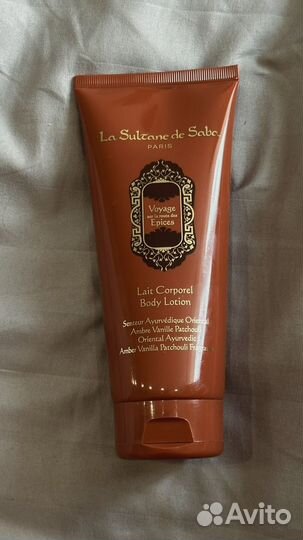 La Sultane de Saba
PARIS
Voyage
sur la route des
Epices
Lait Corporel
Body Lotion
Senteur Ayurvédique Oriental
Ambre Vanille Patchouli
Oriental Ayurvedic
Amber Vanilla Patchouli
Avito